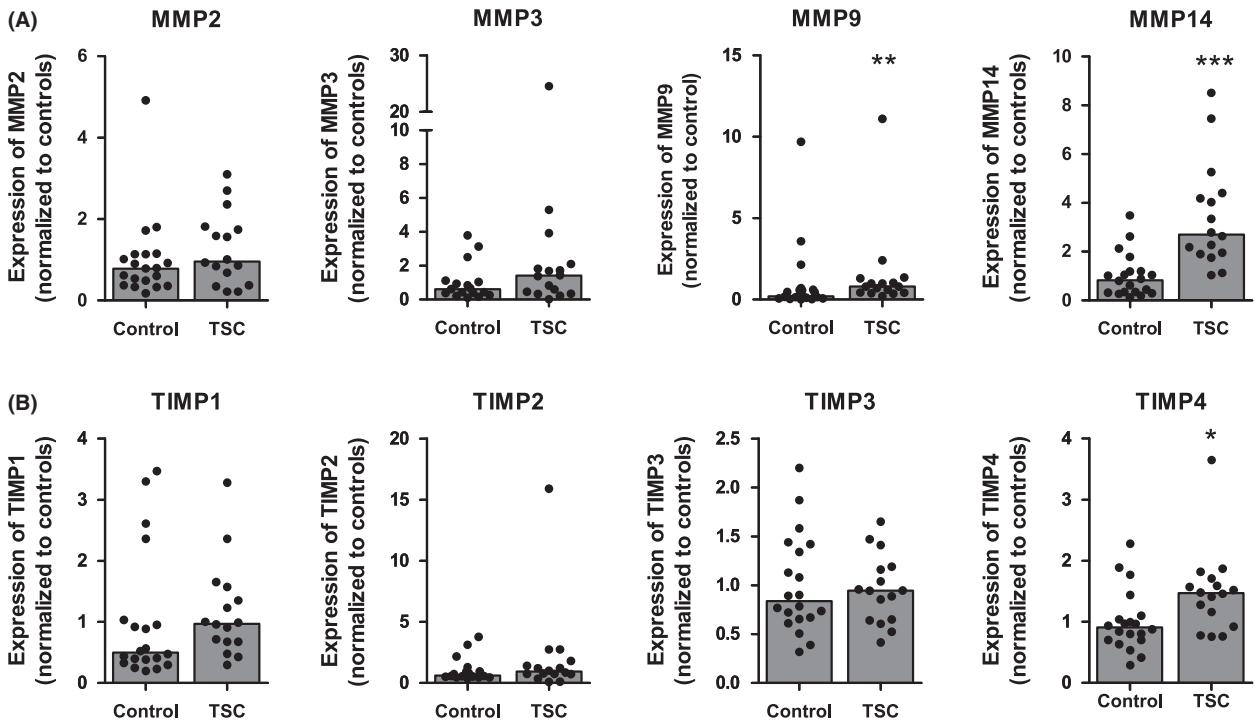 (A)
MMP2
MMP3
MMP9
MMP14
Expression of MMP2
(normalized to controls)
6
4
2
0
Control
TSC
Expression of MMP3
(normalized to controls)
30
20
10
8
6
4
2
0
Control
TSC
Expression of MMP9
(normalized to control)
15
10
5
0
**
Control
TSC
Expression of MMP14
(normalized to controls)
10
8
6
4
2
0
***
Control
TSC
(B)
TIMP1
TIMP2
TIMP3
TIMP4
Expression of TIMP1
(normalized to controls)
4
3
2
1
0
Control
TSC
Expression of TIMP2
(normalized to controls)
20
15
10
5
0
Control
TSC
Expression of TIMP3
(normalized to controls)
2.5
2.0
1.5
1.0
0.5
0.0
Control
TSC
Expression of TIMP4
(normalized to controls)
4
3
2
1
0
*
Control
TSC